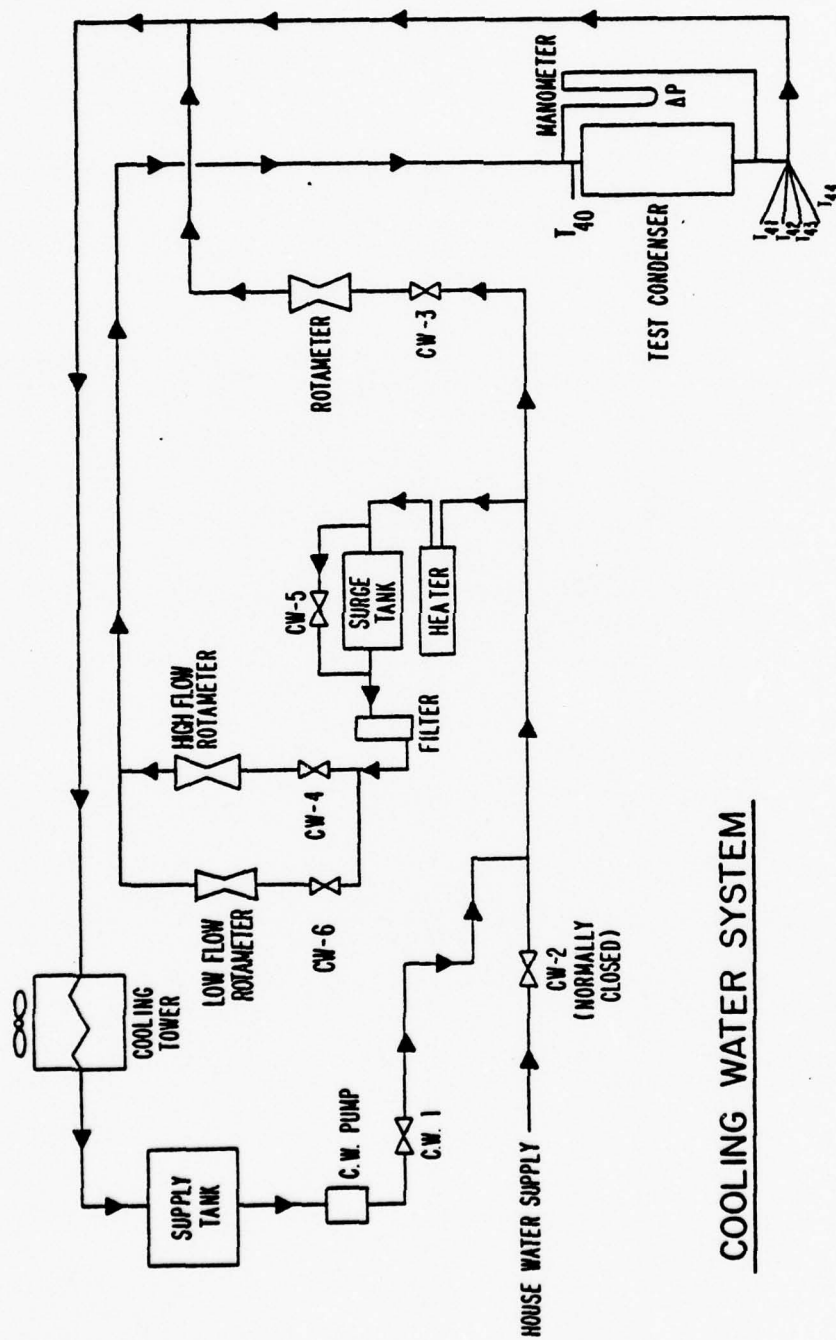 COOLING
TOWER
SUPPLY
TANK
C.W. PUMP
C.W. 1
HOUSE WATER SUPPLY
CW-2
(NORMALLY
CLOSED)
LOW FLOW
ROTAMETER
CW-6
HIGH FLOW
ROTAMETER
CW-4
FILTER
CW-5
SURGE
TANK
HEATER
ROTAMETER
CW-3
MANOMETER
ΔP
T40
TEST CONDENSER
T41
T42
T43
T44
COOLING WATER SYSTEM